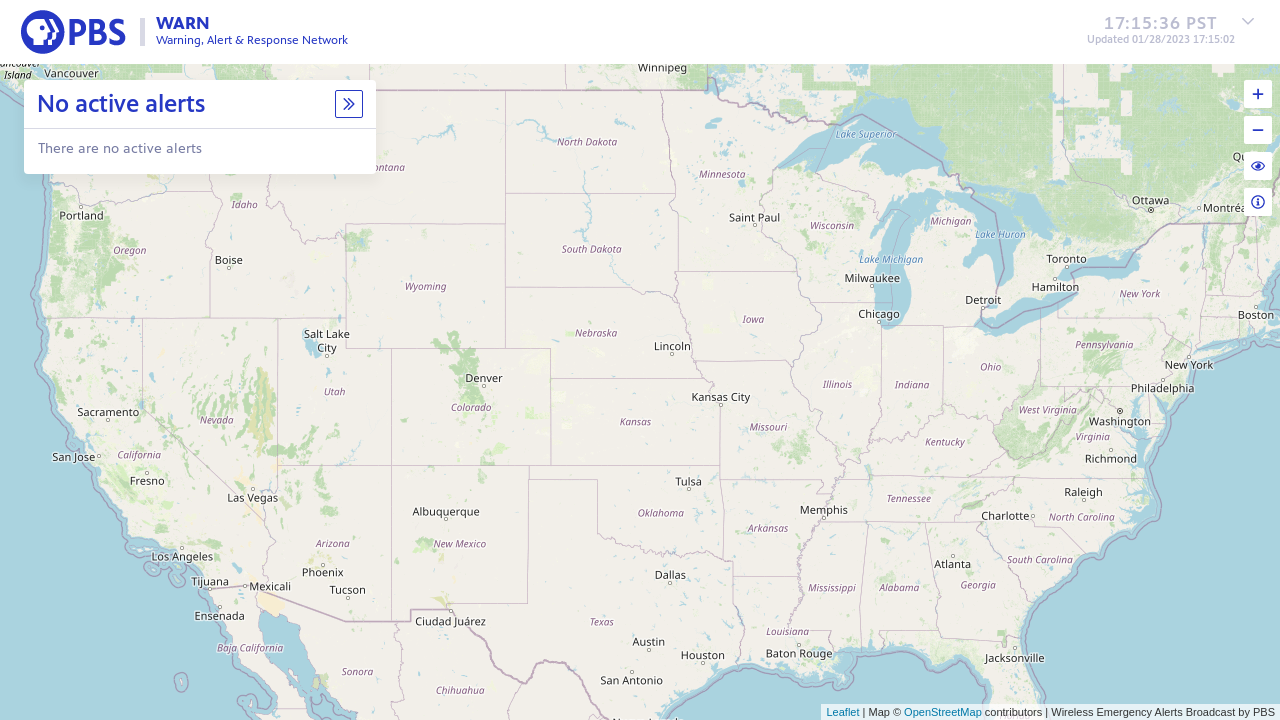 PBS
WARN
Warning, Alert & Response Network
17:15:36 PST
Updated 01/28/2023 17:15:02
No active alerts
There are no active alerts
Vancouver
Island
Vancouver
Winnipeg
Lake Superior
North Dakota
Minnesota
Ottawa
Montréa
Portland
Idaho
Saint Paul
Wisconsin
Michigan
Lake Huron
Oregon
Boise
South Dakota
Lake Michigan
Toronto
Wyoming
Milwaukee
Hamilton
Detroit
New York
Chicago
Boston
Salt Lake
City
Nebraska
Iowa
Lincoln
Pennsylvania
New York
Ohio
Denver
Utah
Illinois
Indiana
Philadelphia
Kansas City
Sacramento
Nevada
Colorado
Kansas
Missouri
West Virginia
Washington
Virginia
Kentucky
San Jose
California
Richmond
Fresno
Las Vegas
Tulsa
Raleigh
Tennessee
Albuquerque
Oklahoma
Memphis
Charlotte
North Carolina
Arkansas
Los Angeles
Arizona
New Mexico
South Carolina
Atlanta
Phoenix
Dallas
Tijuana
Mexicali
Tucson
Mississippi
Alabama
Georgia
Ensenada
Ciudad Juárez
Texas
Louisiana
Baja California
Austin
Houston
Baton Rouge
Jacksonville
Sonora
San Antonio
Chihuahua
Leaflet | Map © OpenStreetMap contributors | Wireless Emergency Alerts Broadcast by PBS